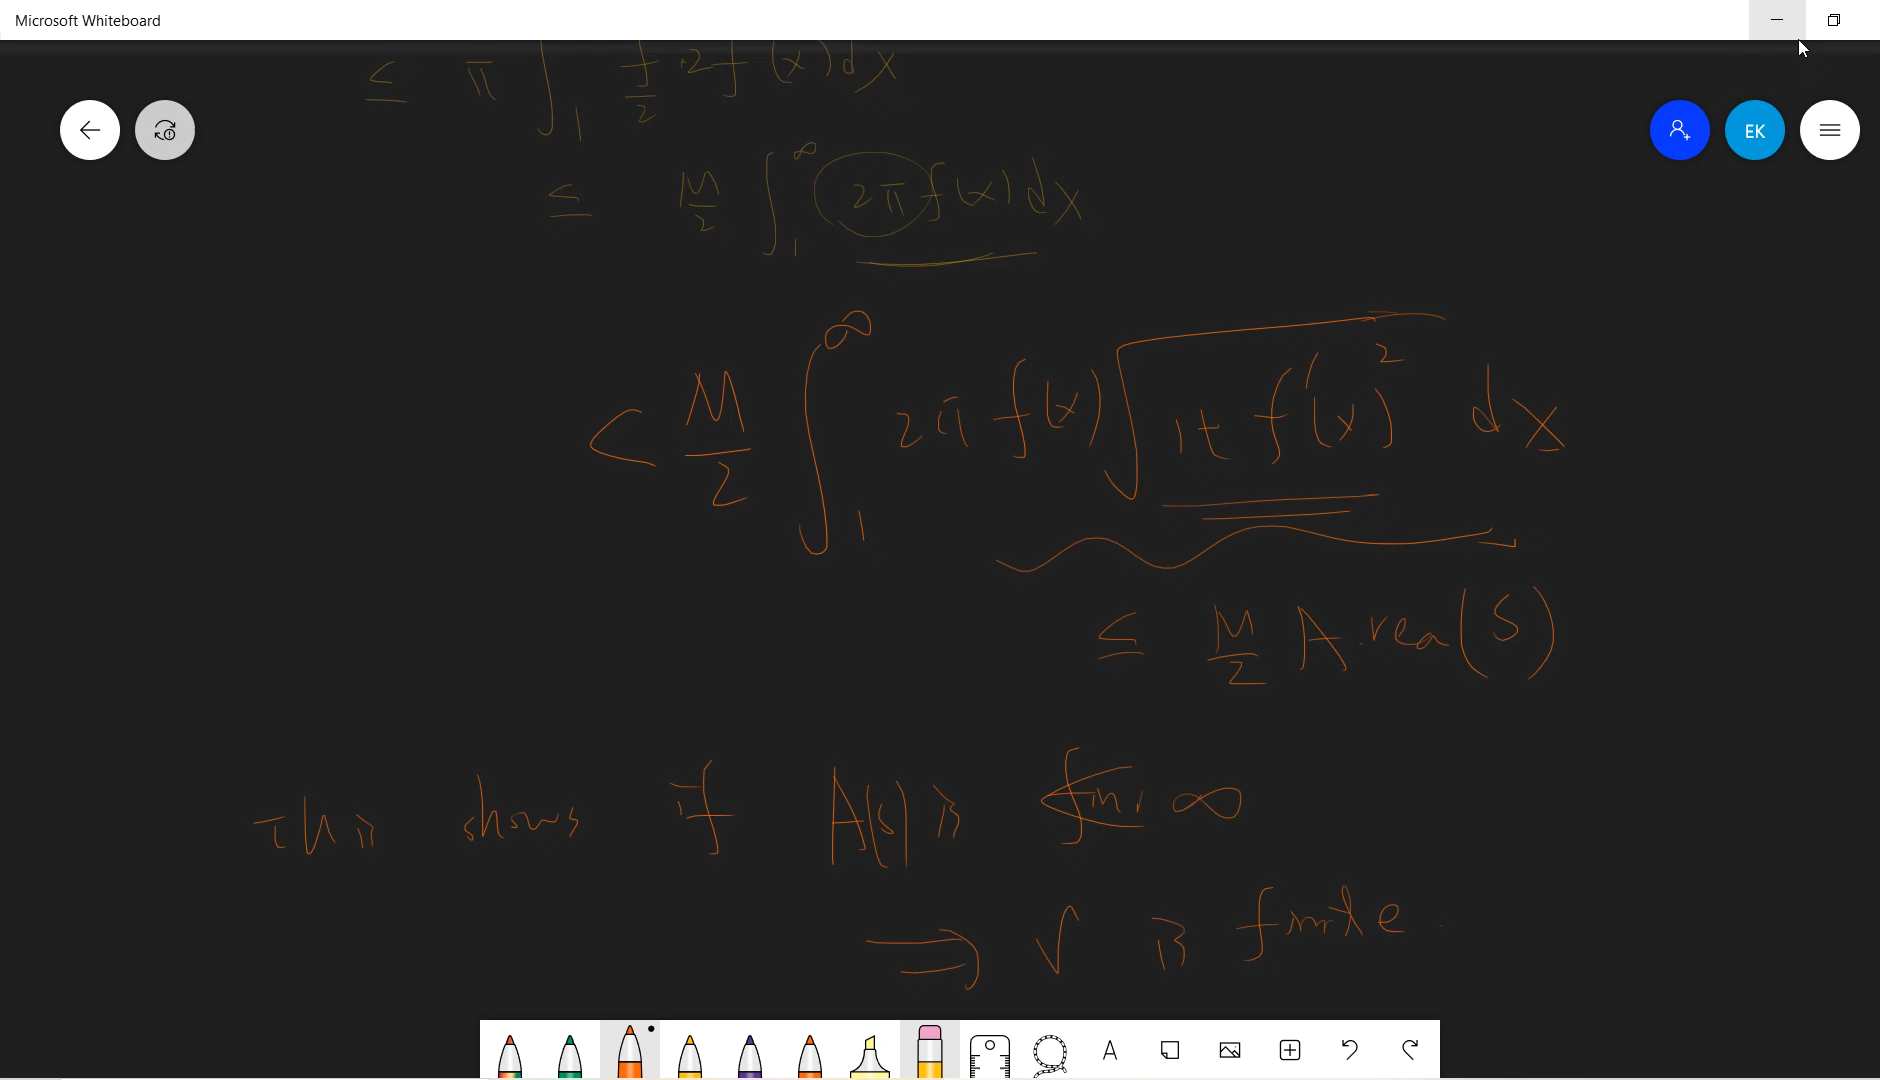 Microsoft Whiteboard
≤ π ∫₁ f/2 · 2f(x)dx
≤ M/2 ∫₁^∞ 2π f(x) dx
EK
< M/2 ∫₁^∞ 2π f(x) √(1+f'(x)²) dx
≤ M/2 Area(S)
This shows if A(S) is < ∞
⇒ V is finite.
A